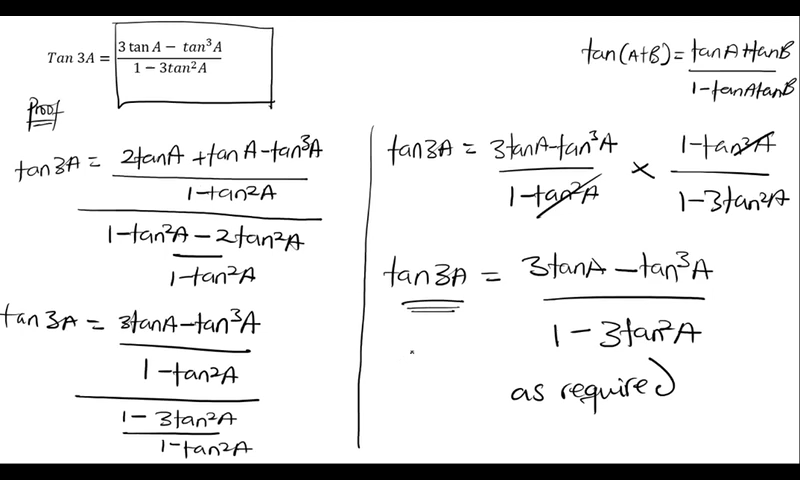 Tan 3A = (3 tan A − tan³A) / (1 − 3tan²A)
tan(A+B) = (tanA+tanB) / (1-tanAtanB)
Proof
tan3A = ((2tanA + tanA - tan³A) / (1-tan²A)) / ((1-tan²A - 2tan²A) / (1-tan²A))
tan3A = ((3tanA - tan³A) / (1-tan²A)) / ((1 - 3tan²A) / (1-tan²A))
tan3A = (3tanA - tan³A) / (1-tan²A) × (1-tan²A) / (1-3tan²A)
tan3A = (3tanA - tan³A) / (1 - 3tan²A)
as required